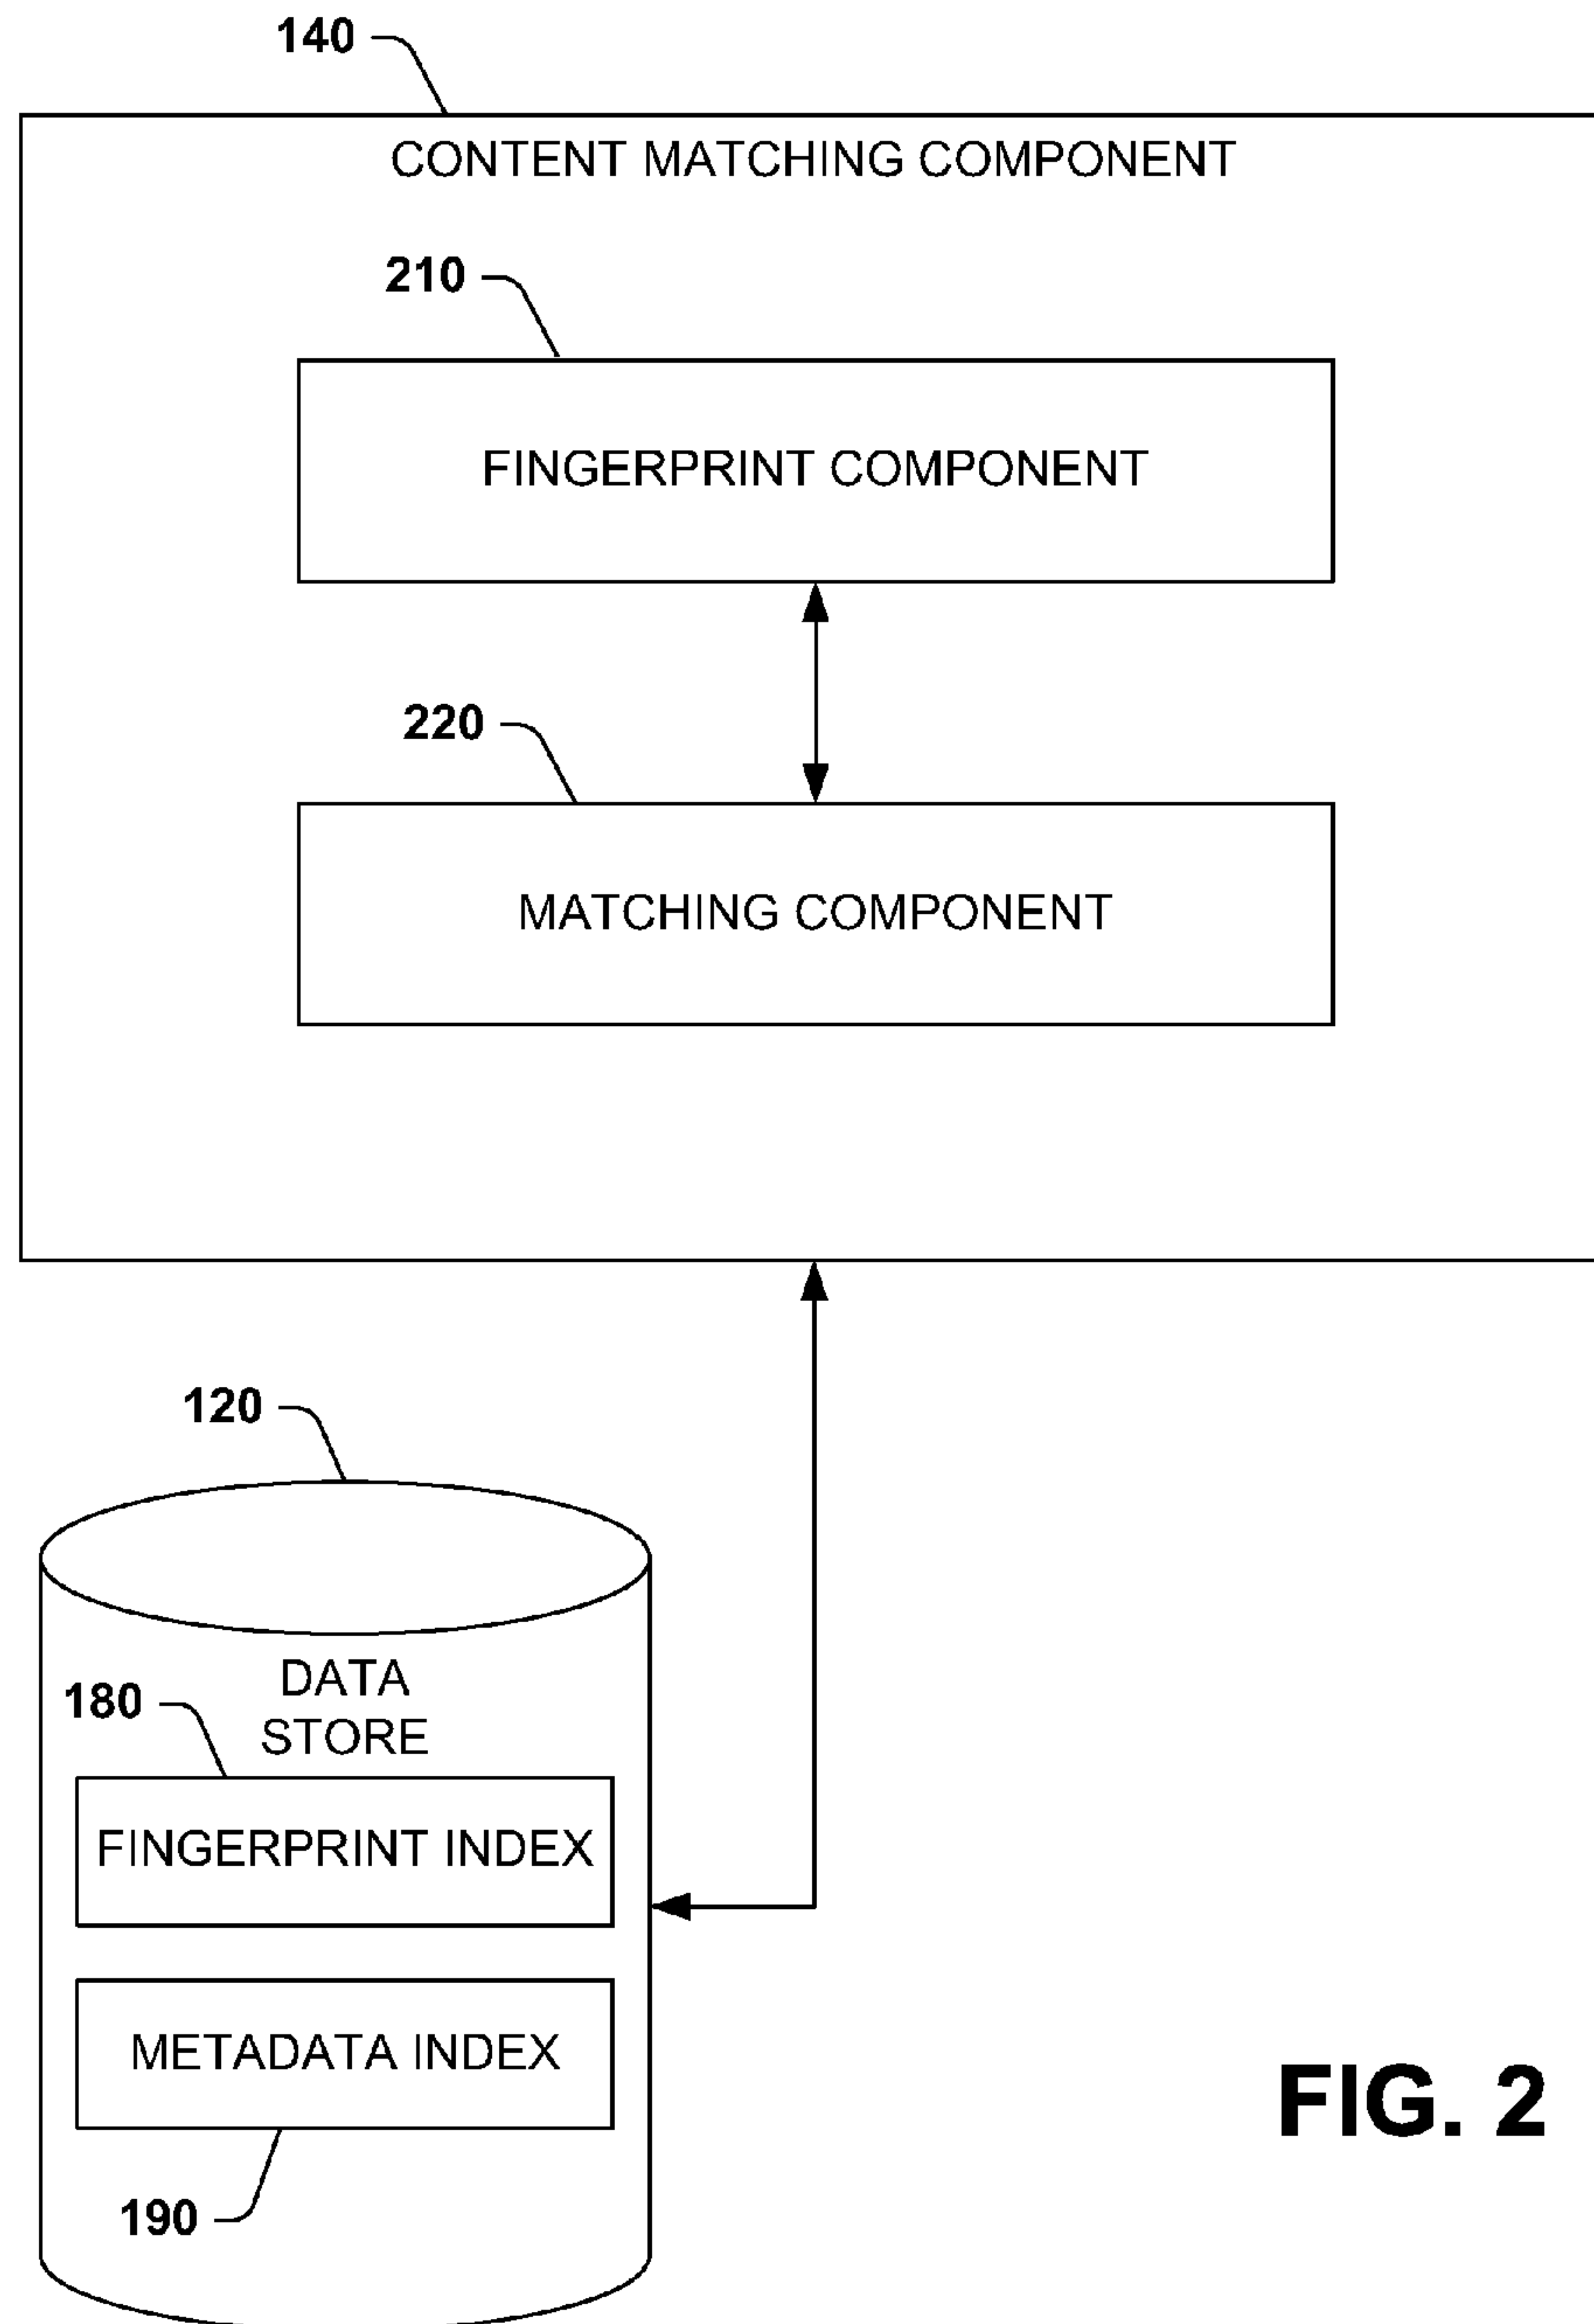 140
CONTENT MATCHING COMPONENT
210
FINGERPRINT COMPONENT
220
MATCHING COMPONENT
120
DATA
STORE
180
FINGERPRINT INDEX
METADATA INDEX
190
FIG. 2